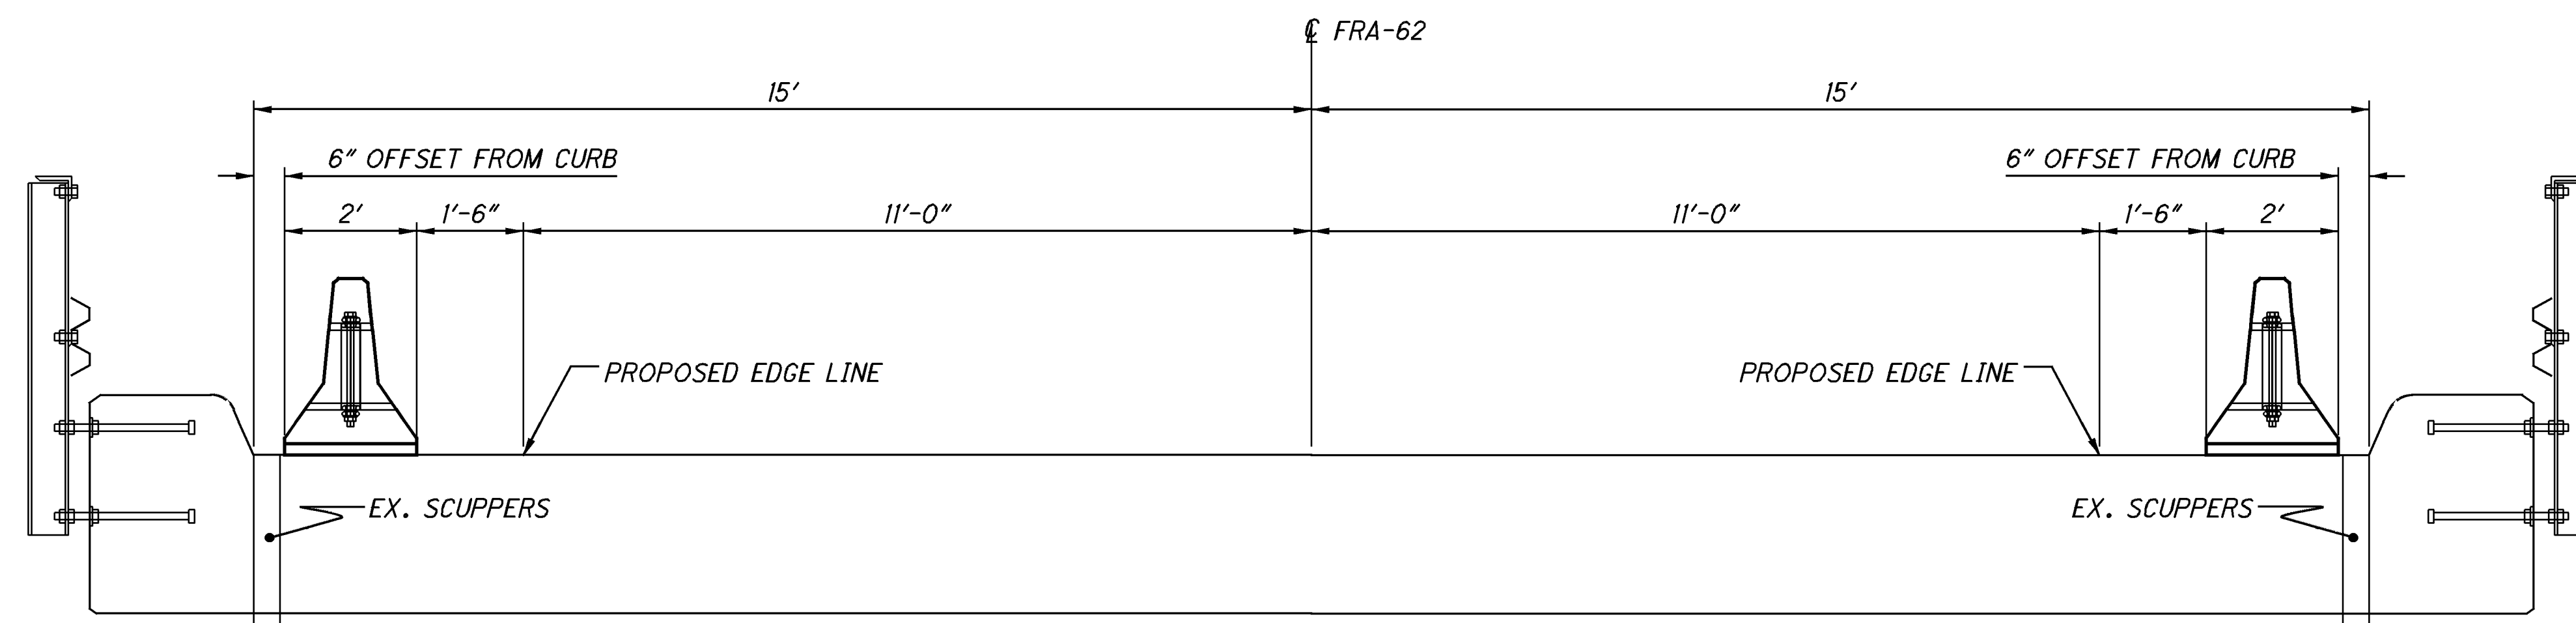 ℄ FRA-62
15' 15'
6" OFFSET FROM CURB 6" OFFSET FROM CURB
2' 1'-6" 11'-0" 11'-0" 1'-6" 2'
PROPOSED EDGE LINE PROPOSED EDGE LINE
EX. SCUPPERS EX. SCUPPERS